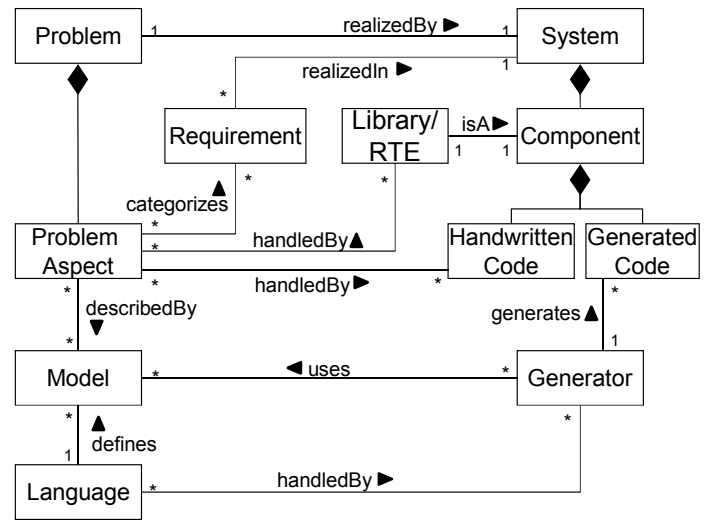 Problem
1
realizedBy ▶
1
System
realizedIn ▶
1
*
Requirement
*
Library/
RTE
*
isA ▶
1
1
Component
categorizes ▲
*
Problem
Aspect
*
handledBy ▲
*
handledBy ▶
*
Handwritten
Code
Generated
Code
*
describedBy
▼
*
generates ▲
*
1
Model
*
◀ uses
*
Generator
*
▲
defines
1
*
Language
*
handledBy ▶